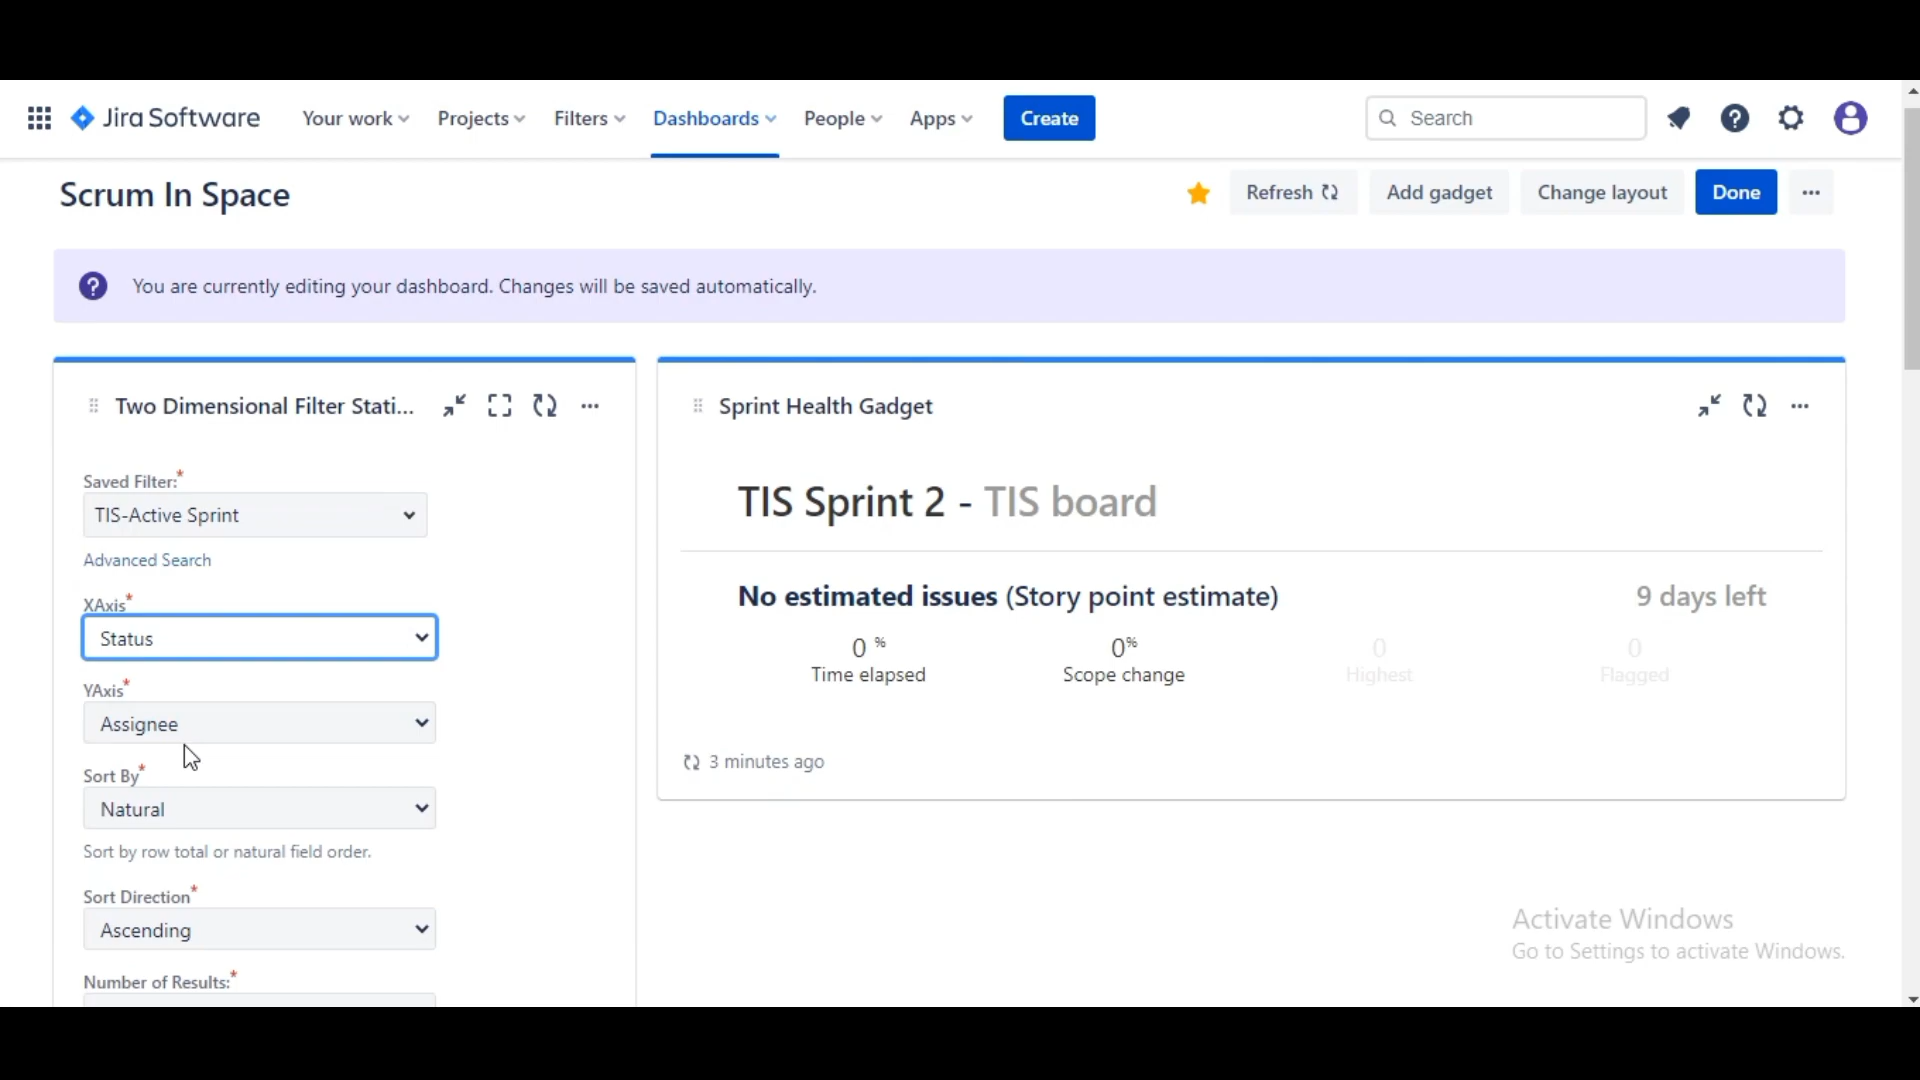 Jira Software Your work Projects Filters Dashboards People Apps Create Search
Scrum In Space Refresh Add gadget Change layout Done
You are currently editing your dashboard. Changes will be saved automatically.
Two Dimensional Filter Stati...
Saved Filter:*
TIS-Active Sprint
Advanced Search
XAxis*
Status
YAxis*
Assignee
Sort By*
Natural
Sort by row total or natural field order.
Sort Direction*
Ascending
Number of Results:*
Sprint Health Gadget
TIS Sprint 2 - TIS board
No estimated issues (Story point estimate) 9 days left
0 % 0% 0 0
Time elapsed Scope change Highest Flagged
3 minutes ago
Activate Windows
Go to Settings to activate Windows.